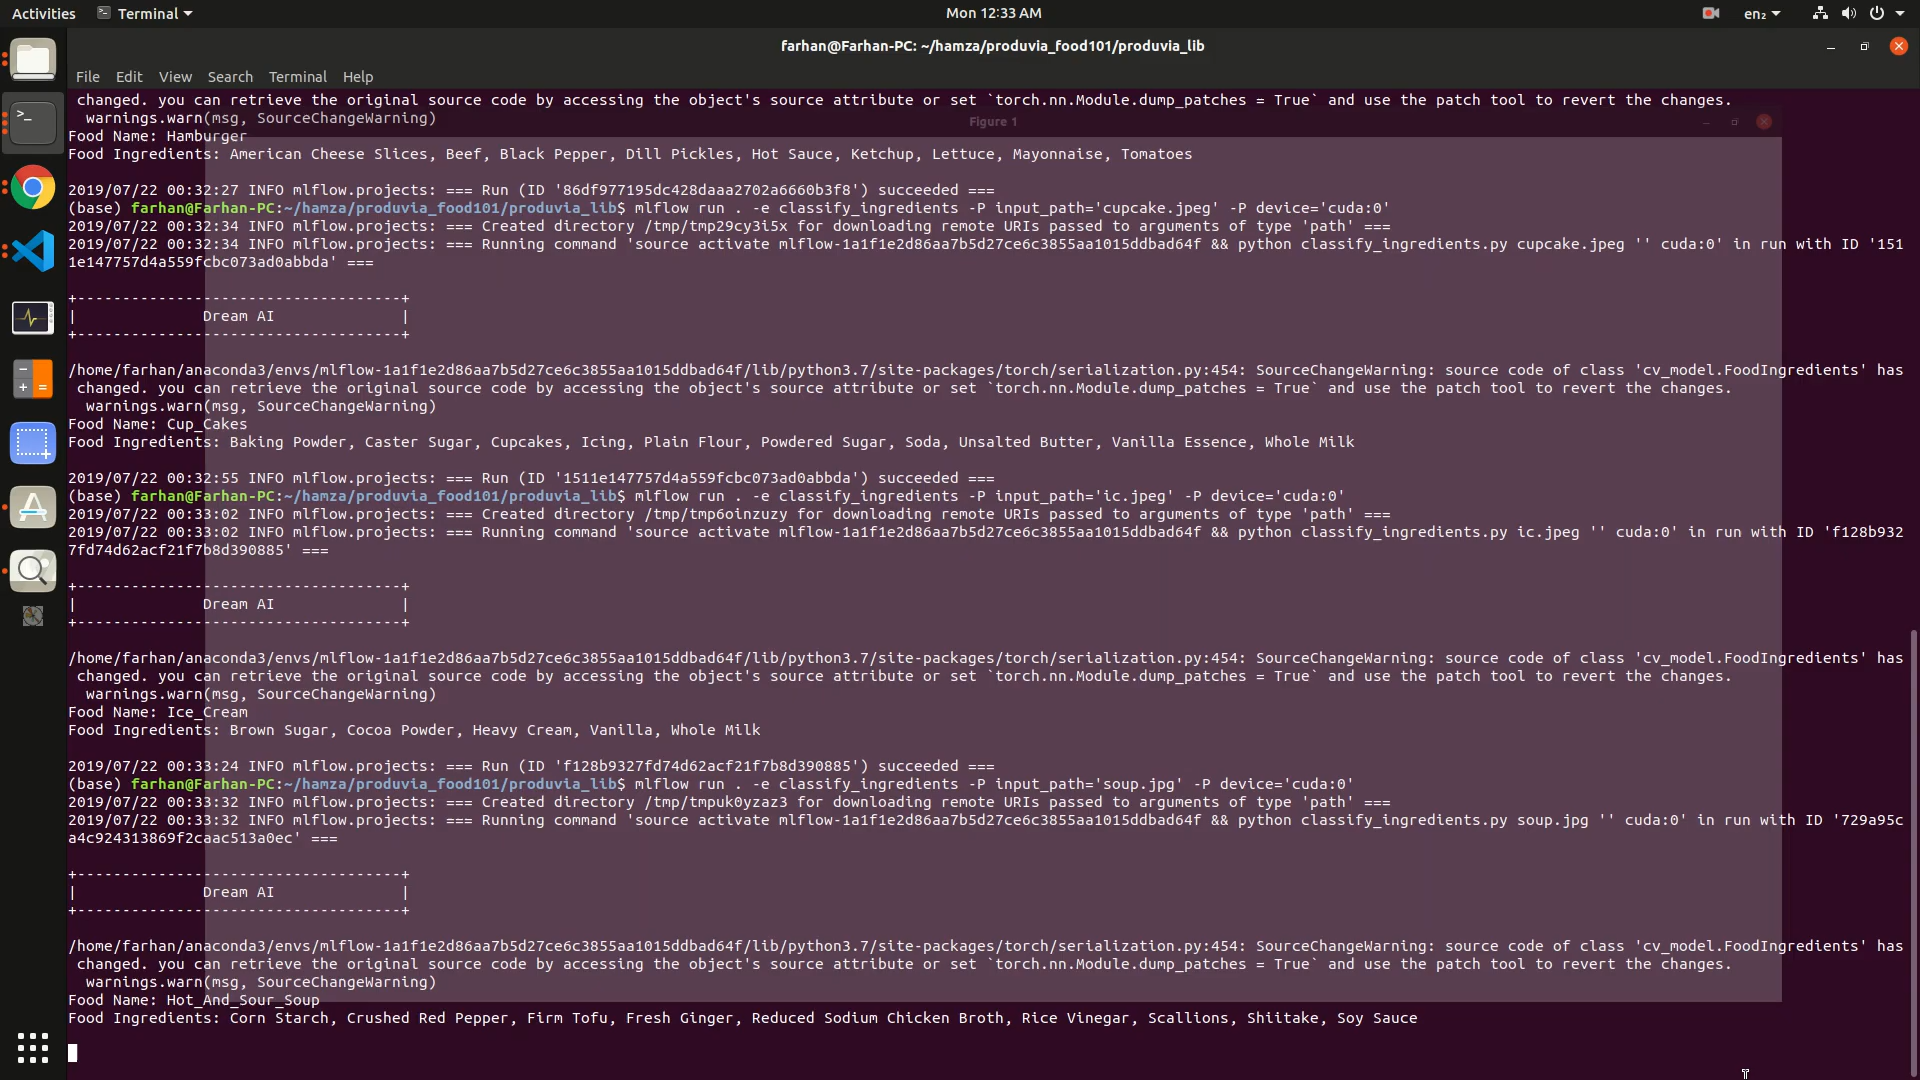 Activities Terminal Mon 12:33 AM en₂
farhan@Farhan-PC: ~/hamza/produvia_food101/produvia_lib
File Edit View Search Terminal Help
changed. you can retrieve the original source code by accessing the object's source attribute or set `torch.nn.Module.dump_patches = True` and use the patch tool to revert the changes.
warnings.warn(msg, SourceChangeWarning)
Figure 1
Food Name: Hamburger
Food Ingredients: American Cheese Slices, Beef, Black Pepper, Dill Pickles, Hot Sauce, Ketchup, Lettuce, Mayonnaise, Tomatoes
2019/07/22 00:32:27 INFO mlflow.projects: === Run (ID '86df977195dc428daaa2702a6660b3f8') succeeded ===
(base) farhan@Farhan-PC:~/hamza/produvia_food101/produvia_lib$ mlflow run . -e classify_ingredients -P input_path='cupcake.jpeg' -P device='cuda:0'
2019/07/22 00:32:34 INFO mlflow.projects: === Created directory /tmp/tmp29cy3i5x for downloading remote URIs passed to arguments of type 'path' ===
2019/07/22 00:32:34 INFO mlflow.projects: === Running command 'source activate mlflow-1a1f1e2d86aa7b5d27ce6c3855aa1015ddbad64f && python classify_ingredients.py cupcake.jpeg '' cuda:0' in run with ID '151
1e147757d4a559fcbc073ad0abbda' ===
+------------------------------------+
| Dream AI |
+------------------------------------+
/home/farhan/anaconda3/envs/mlflow-1a1f1e2d86aa7b5d27ce6c3855aa1015ddbad64f/lib/python3.7/site-packages/torch/serialization.py:454: SourceChangeWarning: source code of class 'cv_model.FoodIngredients' has
changed. you can retrieve the original source code by accessing the object's source attribute or set `torch.nn.Module.dump_patches = True` and use the patch tool to revert the changes.
warnings.warn(msg, SourceChangeWarning)
Food Name: Cup_Cakes
Food Ingredients: Baking Powder, Caster Sugar, Cupcakes, Icing, Plain Flour, Powdered Sugar, Soda, Unsalted Butter, Vanilla Essence, Whole Milk
2019/07/22 00:32:55 INFO mlflow.projects: === Run (ID '1511e147757d4a559fcbc073ad0abbda') succeeded ===
(base) farhan@Farhan-PC:~/hamza/produvia_food101/produvia_lib$ mlflow run . -e classify_ingredients -P input_path='ic.jpeg' -P device='cuda:0'
2019/07/22 00:33:02 INFO mlflow.projects: === Created directory /tmp/tmp6oinzuzy for downloading remote URIs passed to arguments of type 'path' ===
2019/07/22 00:33:02 INFO mlflow.projects: === Running command 'source activate mlflow-1a1f1e2d86aa7b5d27ce6c3855aa1015ddbad64f && python classify_ingredients.py ic.jpeg '' cuda:0' in run with ID 'f128b932
7fd74d62acf21f7b8d390885' ===
+------------------------------------+
| Dream AI |
+------------------------------------+
/home/farhan/anaconda3/envs/mlflow-1a1f1e2d86aa7b5d27ce6c3855aa1015ddbad64f/lib/python3.7/site-packages/torch/serialization.py:454: SourceChangeWarning: source code of class 'cv_model.FoodIngredients' has
changed. you can retrieve the original source code by accessing the object's source attribute or set `torch.nn.Module.dump_patches = True` and use the patch tool to revert the changes.
warnings.warn(msg, SourceChangeWarning)
Food Name: Ice_Cream
Food Ingredients: Brown Sugar, Cocoa Powder, Heavy Cream, Vanilla, Whole Milk
2019/07/22 00:33:24 INFO mlflow.projects: === Run (ID 'f128b9327fd74d62acf21f7b8d390885') succeeded ===
(base) farhan@Farhan-PC:~/hamza/produvia_food101/produvia_lib$ mlflow run . -e classify_ingredients -P input_path='soup.jpg' -P device='cuda:0'
2019/07/22 00:33:32 INFO mlflow.projects: === Created directory /tmp/tmpuk0yzaz3 for downloading remote URIs passed to arguments of type 'path' ===
2019/07/22 00:33:32 INFO mlflow.projects: === Running command 'source activate mlflow-1a1f1e2d86aa7b5d27ce6c3855aa1015ddbad64f && python classify_ingredients.py soup.jpg '' cuda:0' in run with ID '729a95c
a4c924313869f2caac513a0ec' ===
+------------------------------------+
| Dream AI |
+------------------------------------+
/home/farhan/anaconda3/envs/mlflow-1a1f1e2d86aa7b5d27ce6c3855aa1015ddbad64f/lib/python3.7/site-packages/torch/serialization.py:454: SourceChangeWarning: source code of class 'cv_model.FoodIngredients' has
changed. you can retrieve the original source code by accessing the object's source attribute or set `torch.nn.Module.dump_patches = True` and use the patch tool to revert the changes.
warnings.warn(msg, SourceChangeWarning)
Food Name: Hot_And_Sour_Soup
Food Ingredients: Corn Starch, Crushed Red Pepper, Firm Tofu, Fresh Ginger, Reduced Sodium Chicken Broth, Rice Vinegar, Scallions, Shiitake, Soy Sauce